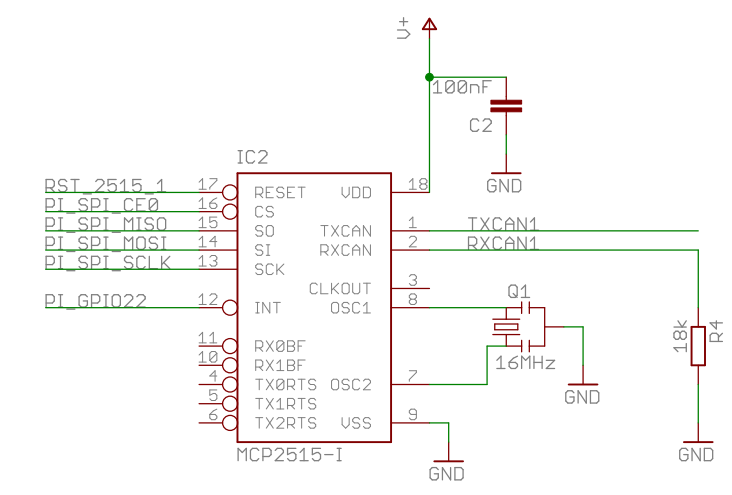 V+
100nF
C2
GND
IC2
RST_2515_1 17 RESET VDD 18
PI_SPI_CE0 16 CS
PI_SPI_MISO 15 SO TXCAN 1 TXCAN1
PI_SPI_MOSI 14 SI RXCAN 2 RXCAN1
PI_SPI_SCLK 13 SCK
CLKOUT 3
Q1
PI_GPIO22 12 INT OSC1 8
18k R4
11 RX0BF
16MHz
10 RX1BF
4 TX0RTS OSC2 7
GND
5 TX1RTS
6 TX2RTS VSS 9
MCP2515-I
GND
GND